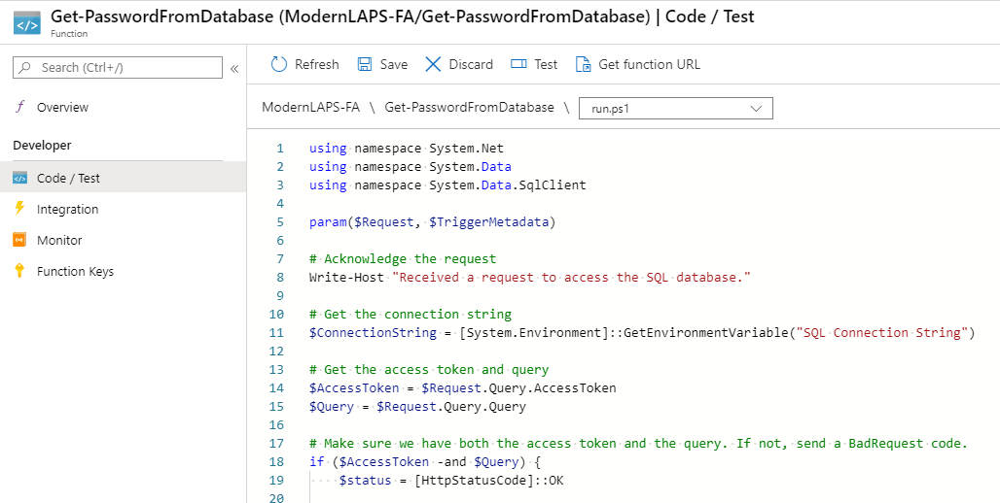 Get-PasswordFromDatabase (ModernLAPS-FA/Get-PasswordFromDatabase) | Code / Test
Function
Search (Ctrl+/)
«
Refresh
Save
Discard
Test
Get function URL
Overview
Developer
Code / Test
Integration
Monitor
Function Keys
ModernLAPS-FA \ Get-PasswordFromDatabase \ run.ps1
1 using namespace System.Net
2 using namespace System.Data
3 using namespace System.Data.SqlClient
4
5 param($Request, $TriggerMetadata)
6
7 # Acknowledge the request
8 Write-Host "Received a request to access the SQL database."
9
10 # Get the connection string
11 $ConnectionString = [System.Environment]::GetEnvironmentVariable("SQL Connection String")
12
13 # Get the access token and query
14 $AccessToken = $Request.Query.AccessToken
15 $Query = $Request.Query.Query
16
17 # Make sure we have both the access token and the query. If not, send a BadRequest code.
18 if ($AccessToken -and $Query) {
19     $status = [HttpStatusCode]::OK
20